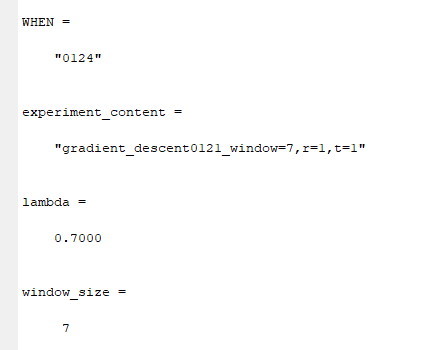 WHEN =
"0124"
experiment_content =
"gradient_descent0121_window=7,r=1,t=1"
lambda =
0.7000
window_size =
7